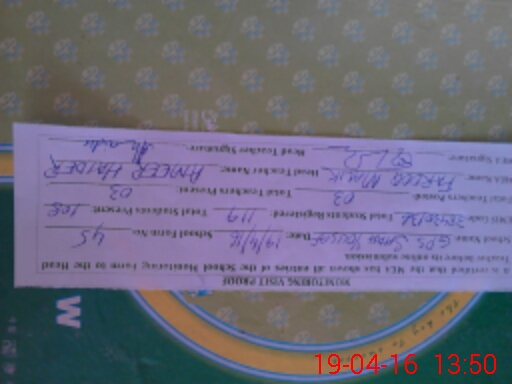 MONITORING VISIT PROOF
It is certified that the MEA has shown all entries of the School Monitoring Form to the Head
Teacher before its online submission.
School Name: GPS Date: 19/4/16 School Form No: 45
EMIS Code: Total Students Registered: 119 Total Students Present: 108
Total Teachers Posted: 03 Total Teachers Present: 03
MEA Name: FAROOQ MALIK Head Teacher Name: AMEER HAIDER
MEA Signature: Head Teacher Signature:
W
19-04-16 13:50